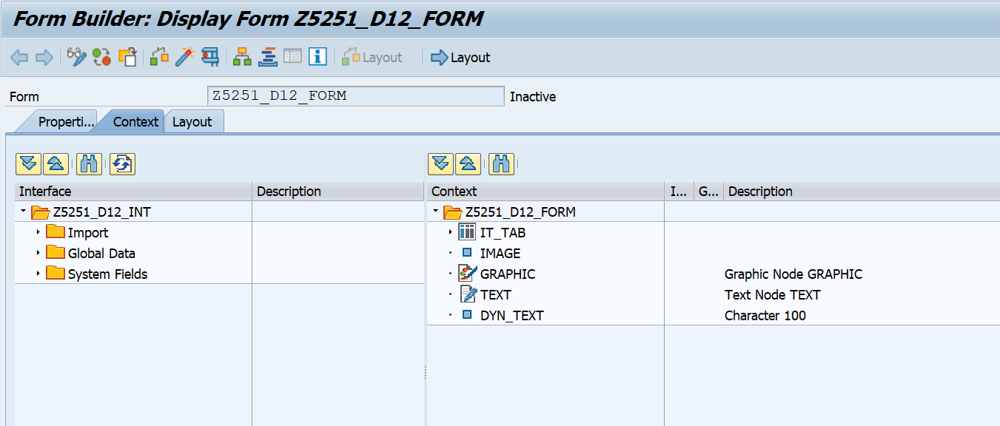 Form Builder: Display Form Z5251_D12_FORM
Layout Layout
Form Z5251_D12_FORM Inactive
Properti... Context Layout
Interface Description Context I... G... Description
Z5251_D12_INT Z5251_D12_FORM
Import IT_TAB
Global Data IMAGE
System Fields GRAPHIC Graphic Node GRAPHIC
TEXT Text Node TEXT
DYN_TEXT Character 100